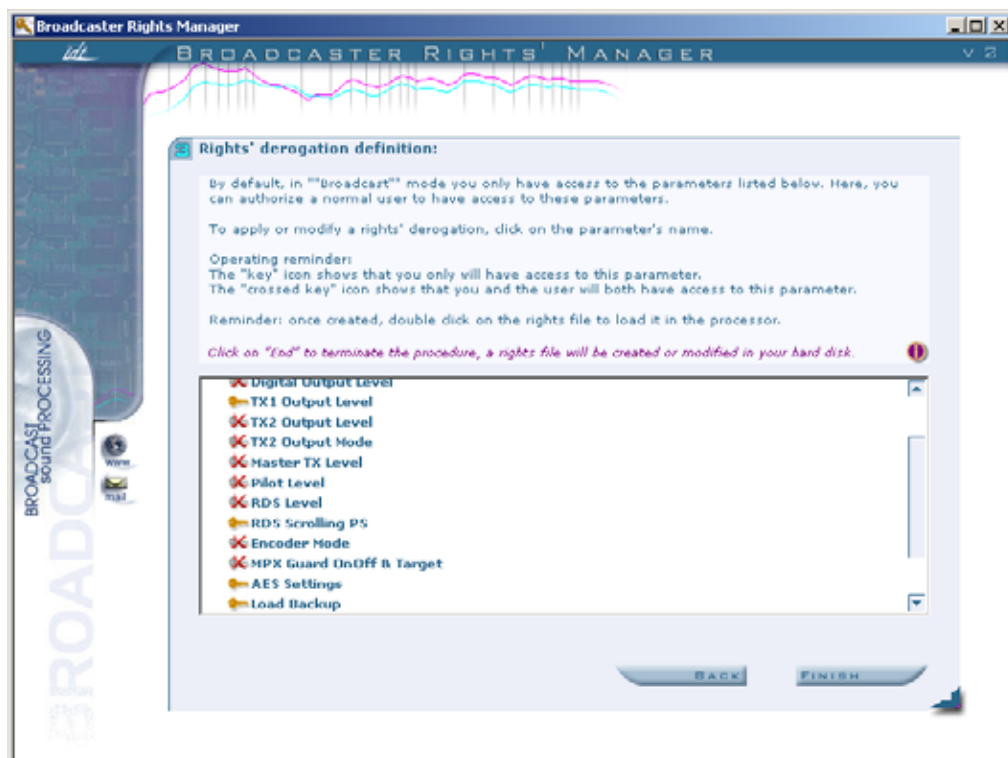 Broadcaster Rights Manager
idt
BROADCASTER RIGHTS' MANAGER
V 2
3 Rights' derogation definition:
By default, in ""Broadcast"" mode you only have access to the parameters listed below. Here, you
can authorize a normal user to have access to these parameters.
To apply or modify a rights' derogation, click on the parameter's name.
Operating reminder:
The "key" icon shows that you only will have access to this parameter.
The "crossed key" icon shows that you and the user will both have access to this parameter.
Reminder: once created, double click on the rights file to load it in the processor.
Click on "End" to terminate the procedure, a rights file will be created or modified in your hard disk.
Digital Output Level
TX1 Output Level
TX2 Output Level
TX2 Output Mode
Master TX Level
Pilot Level
RDS Level
RDS Scrolling PS
Encoder Mode
MPX Guard OnOff & Target
AES Settings
Load Backup
BROADCAST
sound PROCESSING
www
mail
BROADCAST
BACK
FINISH